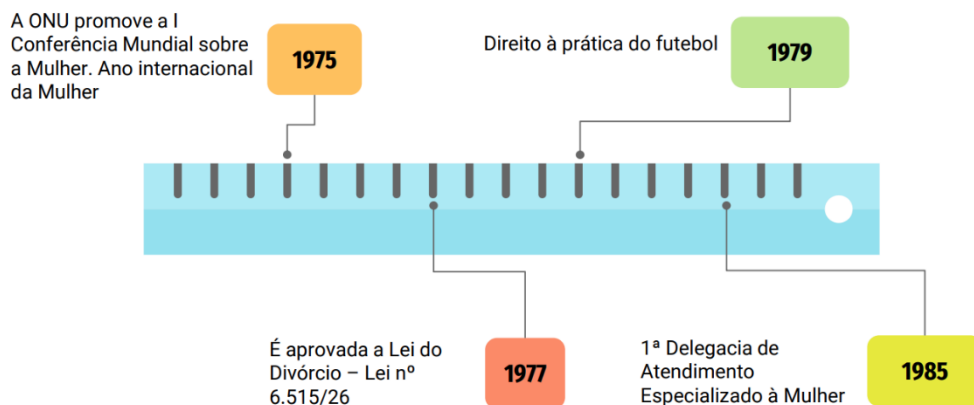 A ONU promove a I
Conferência Mundial sobre
a Mulher. Ano internacional
da Mulher
1975
Direito à prática do futebol
1979
É aprovada a Lei do
Divórcio – Lei nº
6.515/26
1977
1ª Delegacia de
Atendimento
Especializado à Mulher
1985